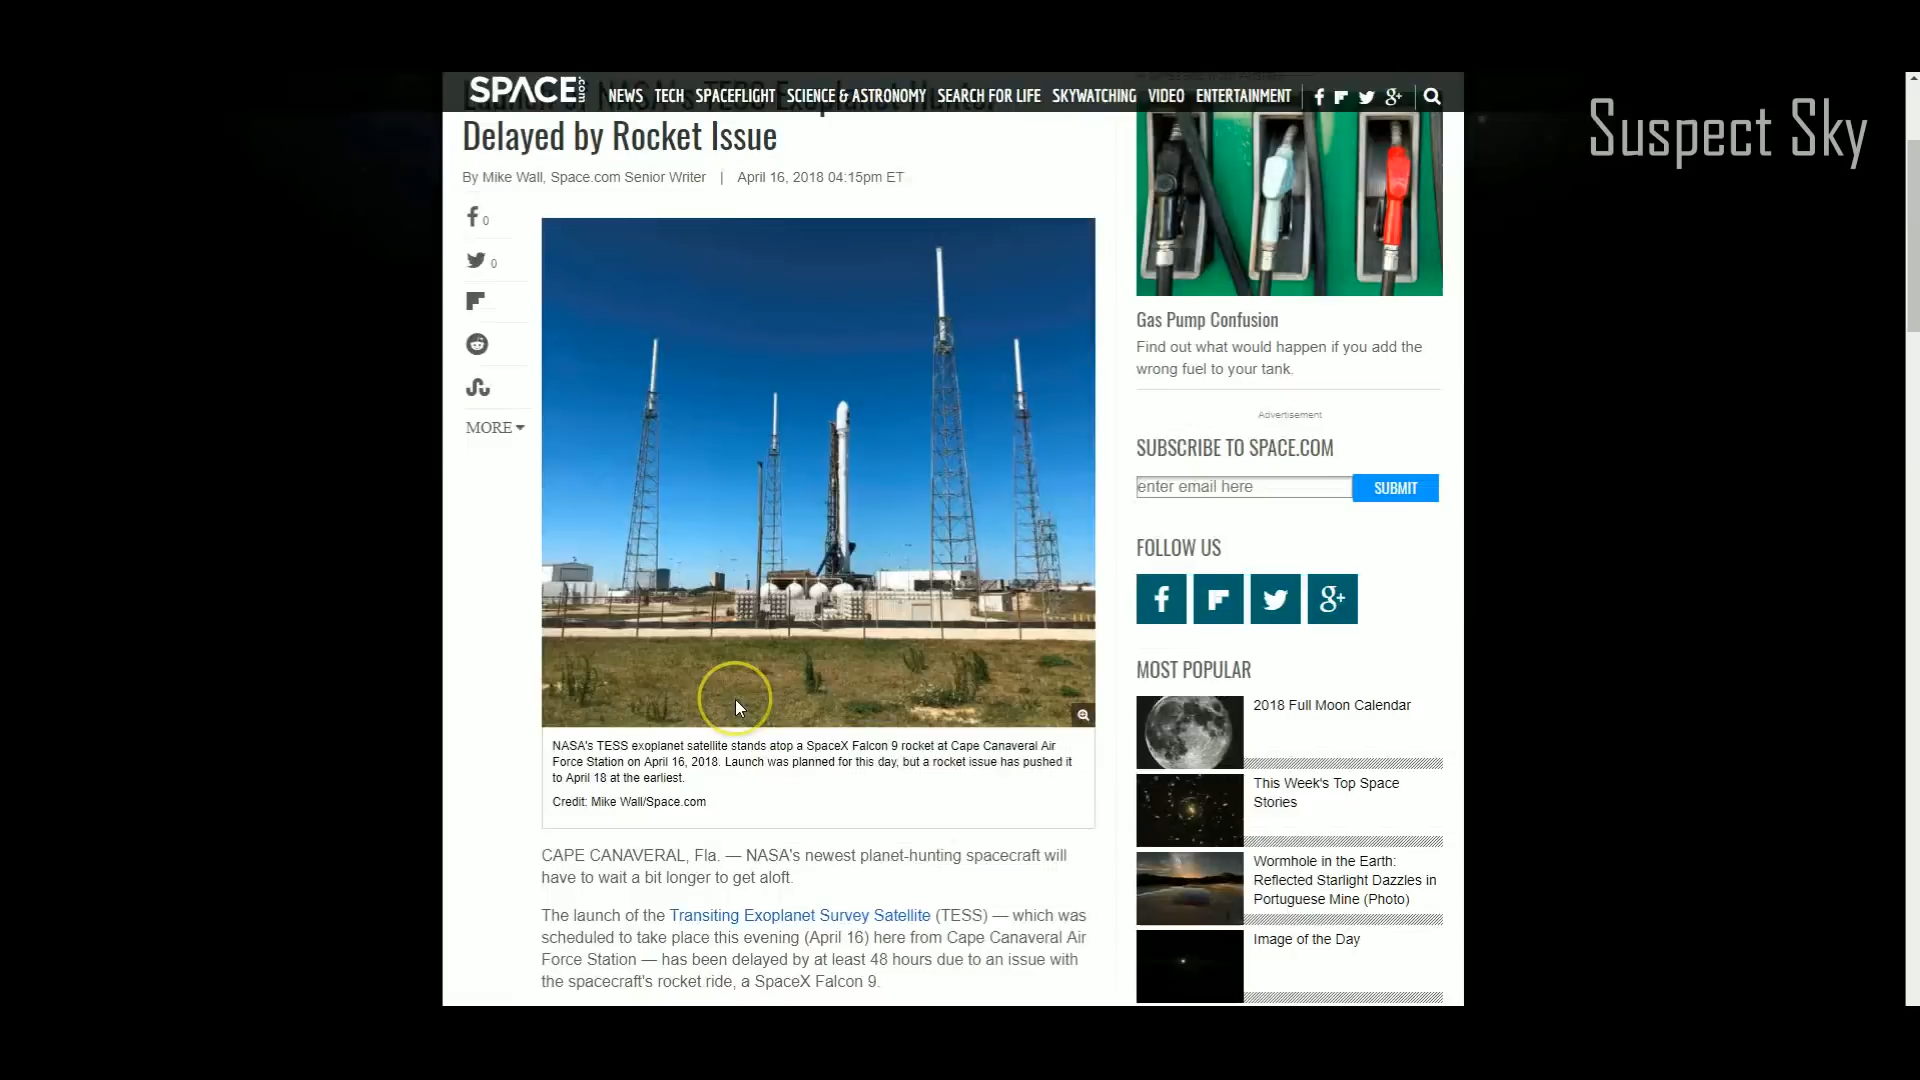 SPACE.com NEWS TECH SPACEFLIGHT SCIENCE & ASTRONOMY SEARCH FOR LIFE SKYWATCHING VIDEO ENTERTAINMENT
Suspect Sky
Delayed by Rocket Issue
By Mike Wall, Space.com Senior Writer | April 16, 2018 04:15pm ET
0
0
MORE
NASA's TESS exoplanet satellite stands atop a SpaceX Falcon 9 rocket at Cape Canaveral Air
Force Station on April 16, 2018. Launch was planned for this day, but a rocket issue has pushed it
to April 18 at the earliest.
Credit: Mike Wall/Space.com
CAPE CANAVERAL, Fla. — NASA's newest planet-hunting spacecraft will
have to wait a bit longer to get aloft.
The launch of the Transiting Exoplanet Survey Satellite (TESS) — which was
scheduled to take place this evening (April 16) here from Cape Canaveral Air
Force Station — has been delayed by at least 48 hours due to an issue with
the spacecraft's rocket ride, a SpaceX Falcon 9.
Gas Pump Confusion
Find out what would happen if you add the
wrong fuel to your tank.
Advertisement
SUBSCRIBE TO SPACE.COM
enter email here SUBMIT
FOLLOW US
MOST POPULAR
2018 Full Moon Calendar
This Week's Top Space
Stories
Wormhole in the Earth:
Reflected Starlight Dazzles in
Portuguese Mine (Photo)
Image of the Day